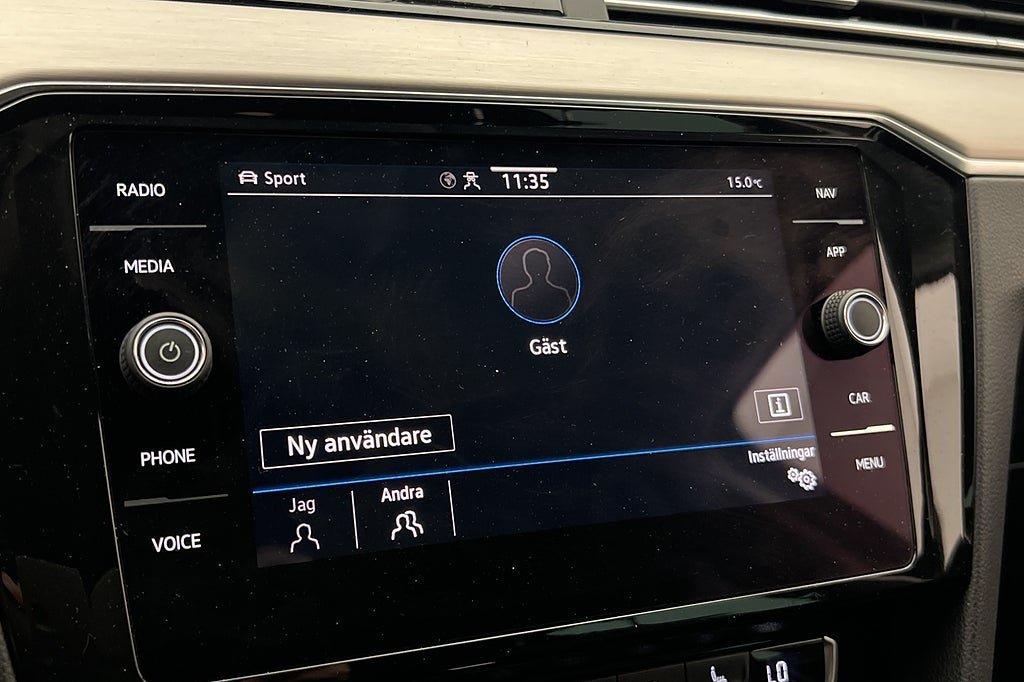 RADIO
MEDIA
PHONE
VOICE
Sport
11:35
15.0°C
Gäst
Ny användare
Jag
Andra
Inställningar
i
NAV
APP
CAR
MENU
LO